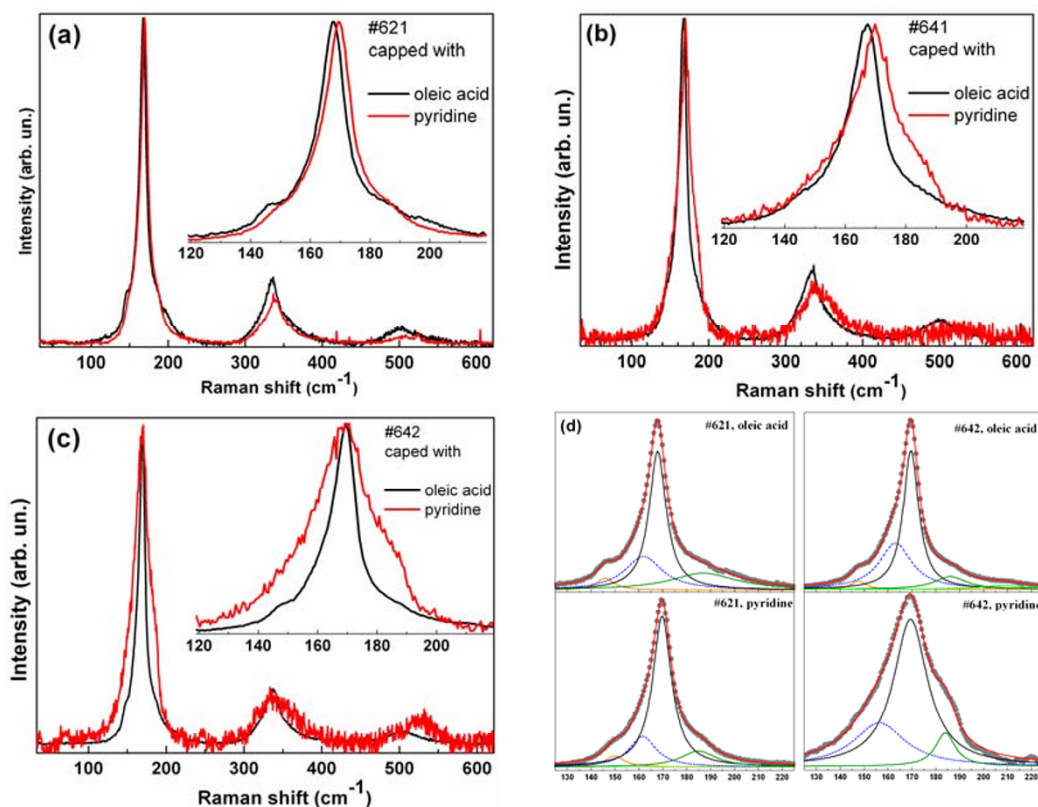 (a)
#621
capped with
oleic acid
pyridine
120 140 160 180 200
Intensity (arb. un.)
100 200 300 400 500 600
Raman shift (cm-1)
(b)
#641
caped with
oleic acid
pyridine
120 140 160 180 200
Intensity (arb. un.)
100 200 300 400 500 600
Raman shift (cm-1)
(c)
#642
caped with
oleic acid
pyridine
120 140 160 180 200
Intensity (arb. un.)
100 200 300 400 500 600
Raman shift (cm-1)
(d)
#621, oleic acid
#642, oleic acid
#621, pyridine
#642, pyridine
130 140 150 160 170 180 190 200 210 220
130 140 150 160 170 180 190 200 210 220